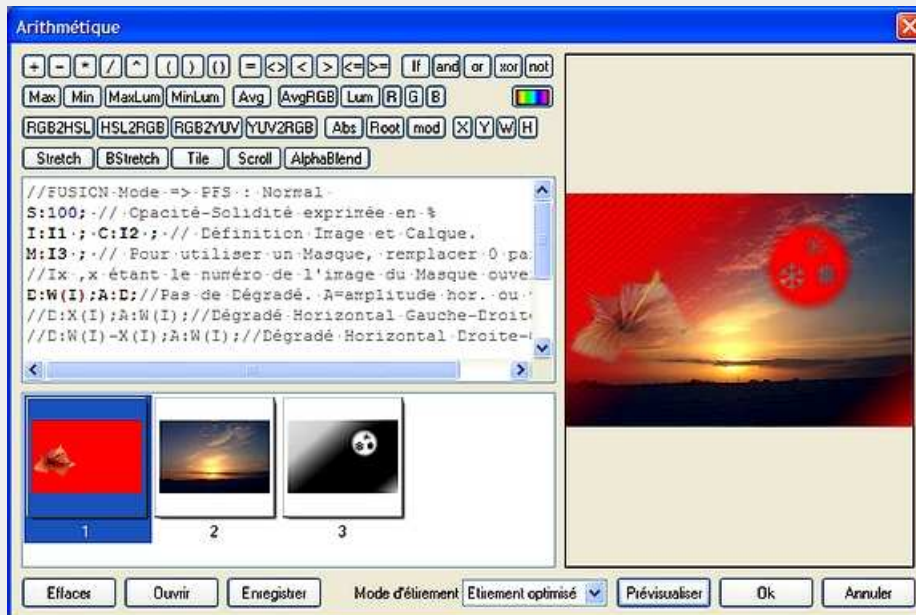 Arithmétique
+ - * / ^ ( ) () = <> < > <= >= If and or xor not
Max Min MaxLum MinLum Avg AvgRGB Lum R G B
RGB2HSL HSL2RGB RGB2YUV YUV2RGB Abs Root mod X Y W H
Stretch BStretch Tile Scroll AlphaBlend
//FUSION·Mode·=>·PFS·:·Normal·
S:100;·//·Opacité-Solidité·exprimée·en·%
I:I1·;·C:I2·;·//·Définition·Image·et·Calque.
M:I3·;·//·Pour·utiliser·un·Masque,·remplacer·0·pa
//Ix·,x·étant·le·numéro·de·l'image·du·Masque·ouve
D:W(I);A:D;//Pas·de·Dégradé.·A=amplitude·hor.·ou·
//D:X(I);A:W(I);//Dégradé·Horizontal·Gauche-Droite
//D:W(I)-X(I);A:W(I);//Dégradé·Horizontal·Droite-
1 2 3
Effacer Ouvrir Enregistrer Mode d'étirement Etirement optimisé Prévisualiser Ok Annuler